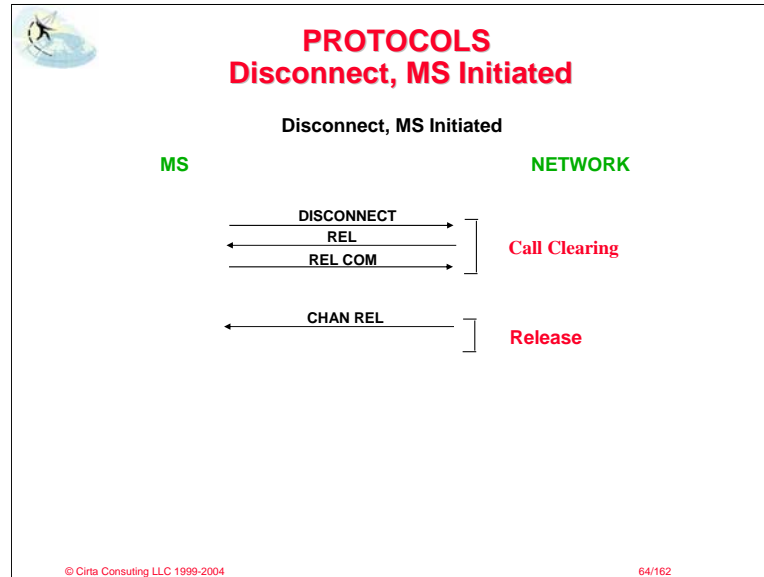 PROTOCOLS
Disconnect, MS Initiated
Disconnect, MS Initiated
MS NETWORK
DISCONNECT
REL
REL COM
Call Clearing
CHAN REL
Release
© Cirta Consuting LLC 1999-2004 64/162